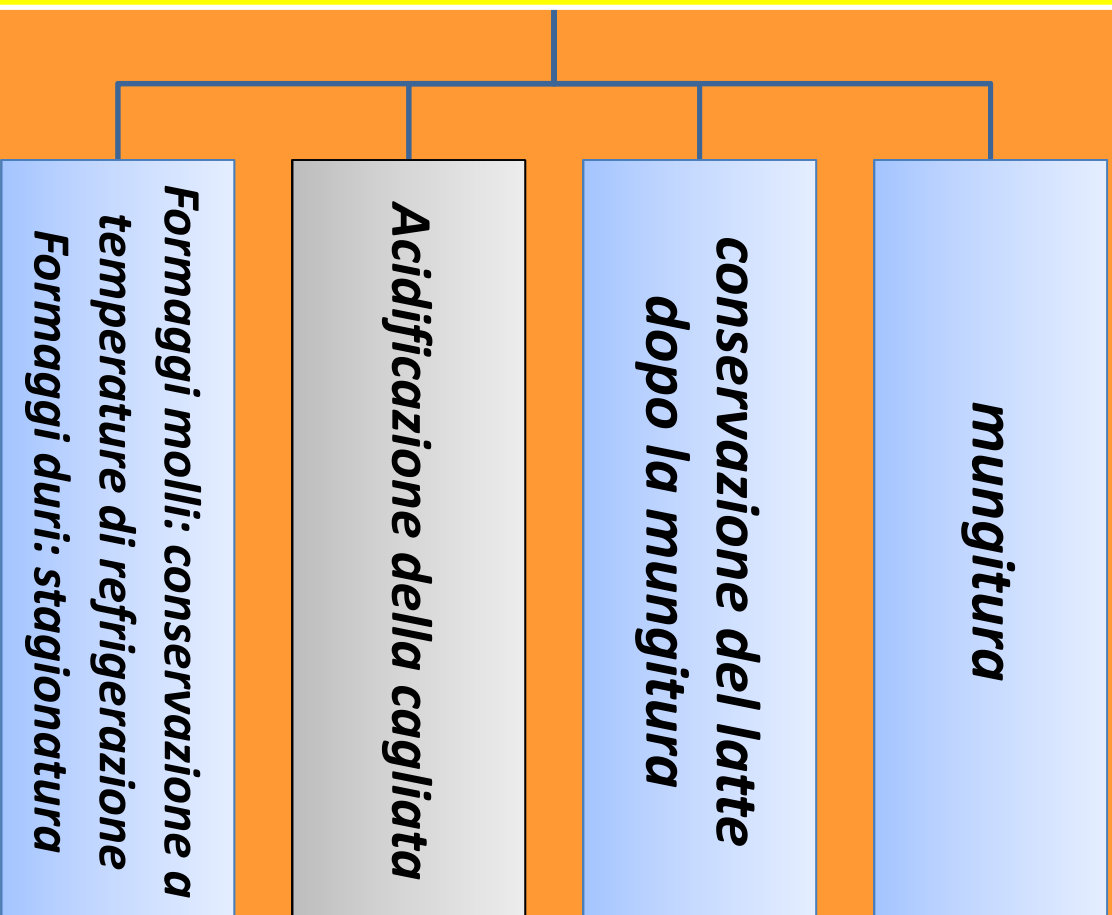 mungitura
conservazione del latte
dopo la mungitura
Acidificazione della cagliata
Formaggi molli: conservazione a
temperature di refrigerazione
Formaggi duri: stagionatura